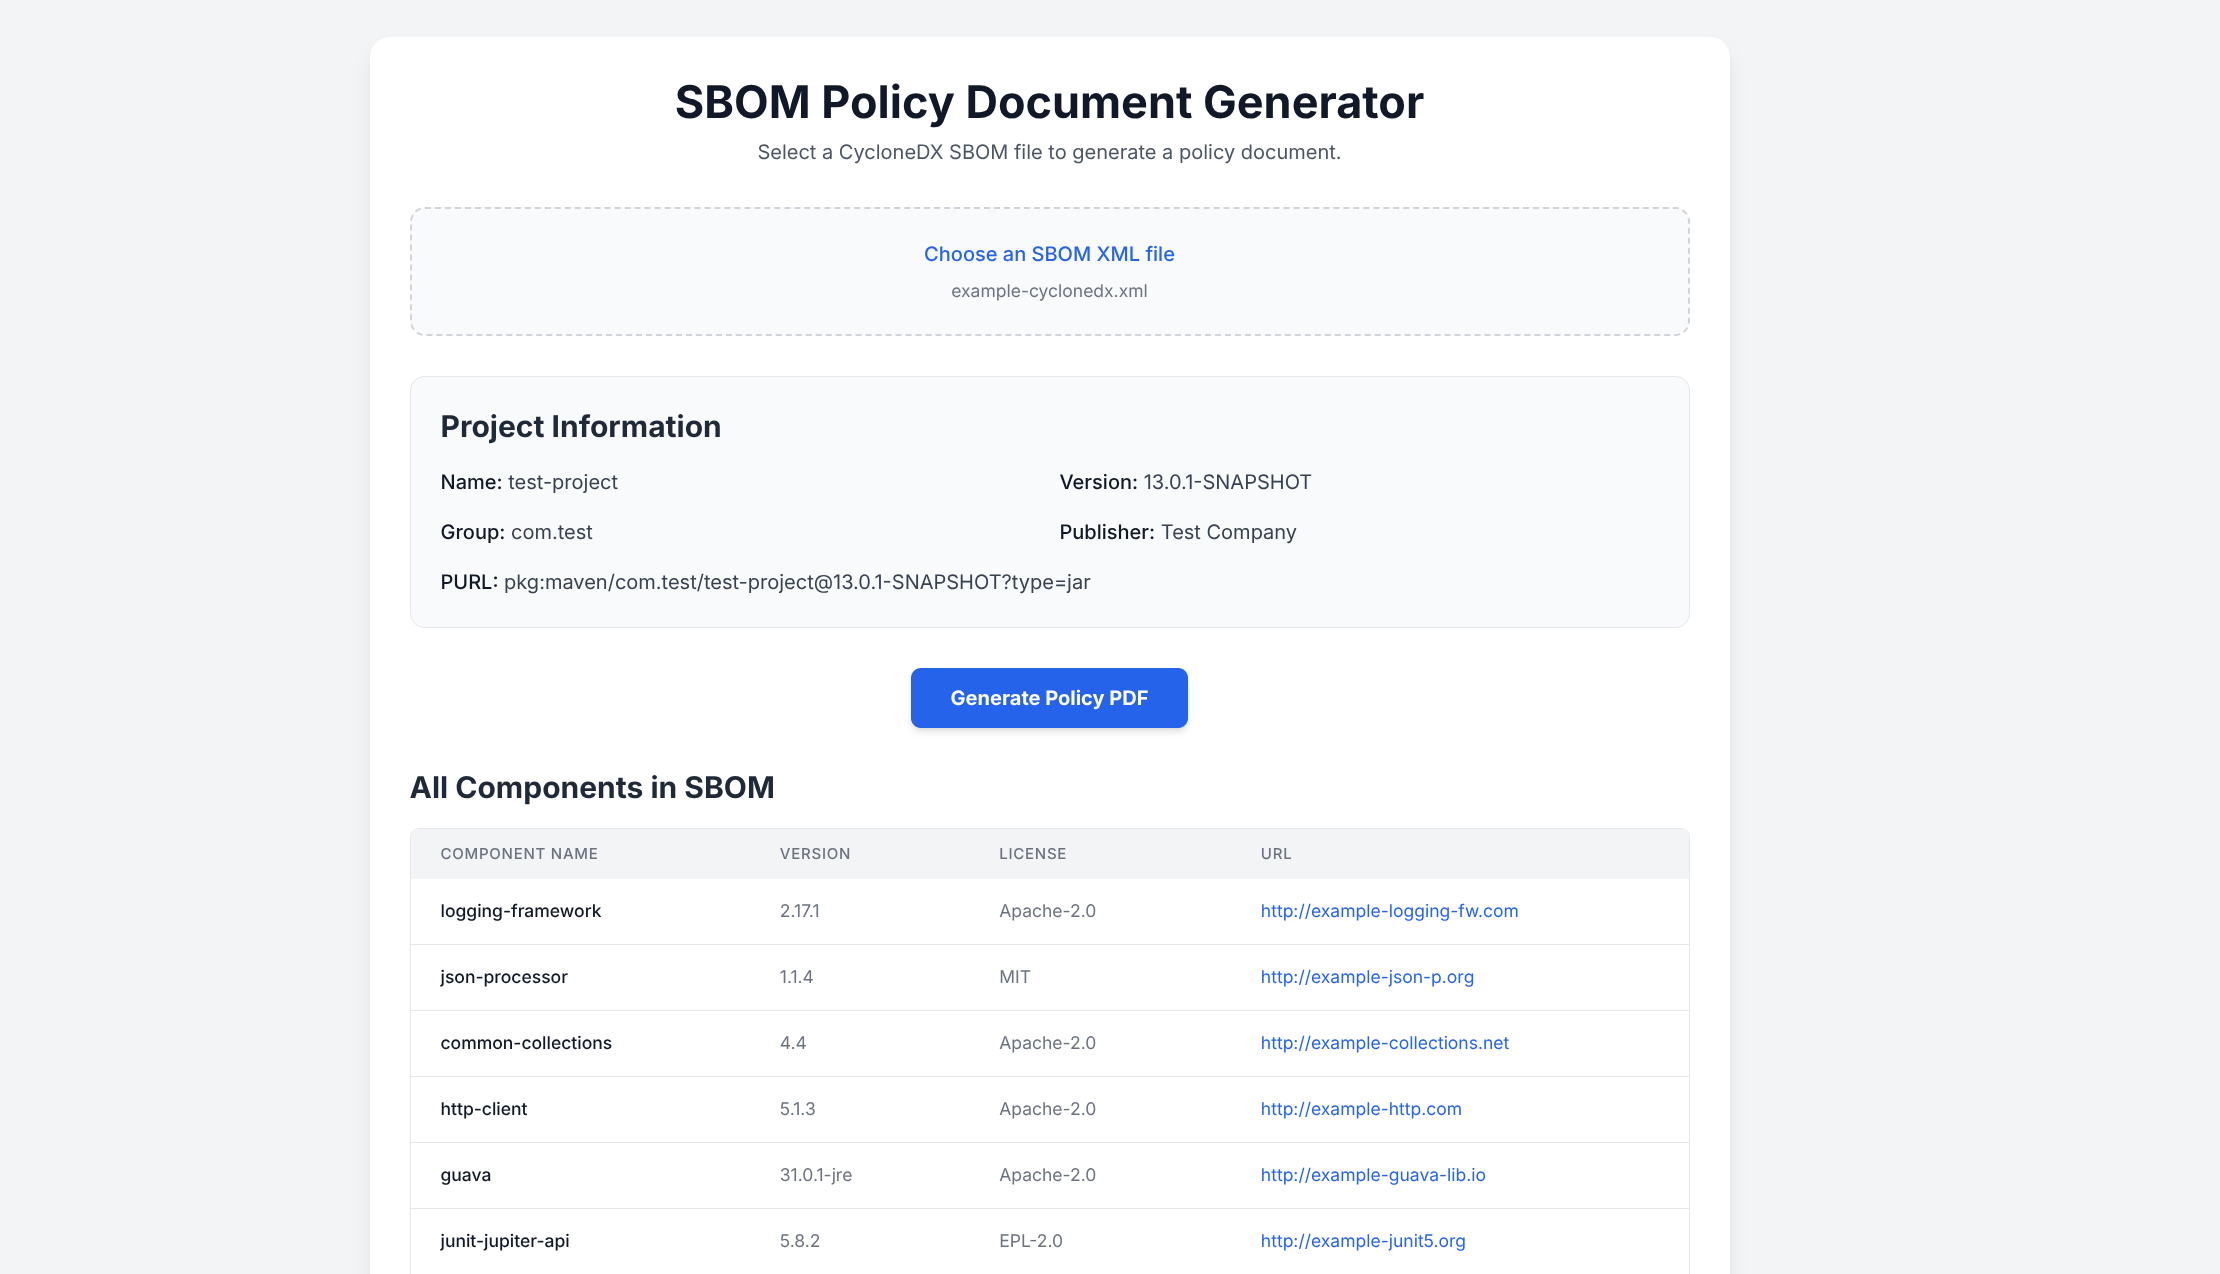 SBOM Policy Document Generator
Select a CycloneDX SBOM file to generate a policy document.
Choose an SBOM XML file
example-cyclonedx.xml
Project Information
Name: test-project Version: 13.0.1-SNAPSHOT
Group: com.test Publisher: Test Company
PURL: pkg:maven/com.test/test-project@13.0.1-SNAPSHOT?type=jar
Generate Policy PDF
All Components in SBOM
COMPONENT NAME VERSION LICENSE URL
logging-framework 2.17.1 Apache-2.0 http://example-logging-fw.com
json-processor 1.1.4 MIT http://example-json-p.org
common-collections 4.4 Apache-2.0 http://example-collections.net
http-client 5.1.3 Apache-2.0 http://example-http.com
guava 31.0.1-jre Apache-2.0 http://example-guava-lib.io
junit-jupiter-api 5.8.2 EPL-2.0 http://example-junit5.org